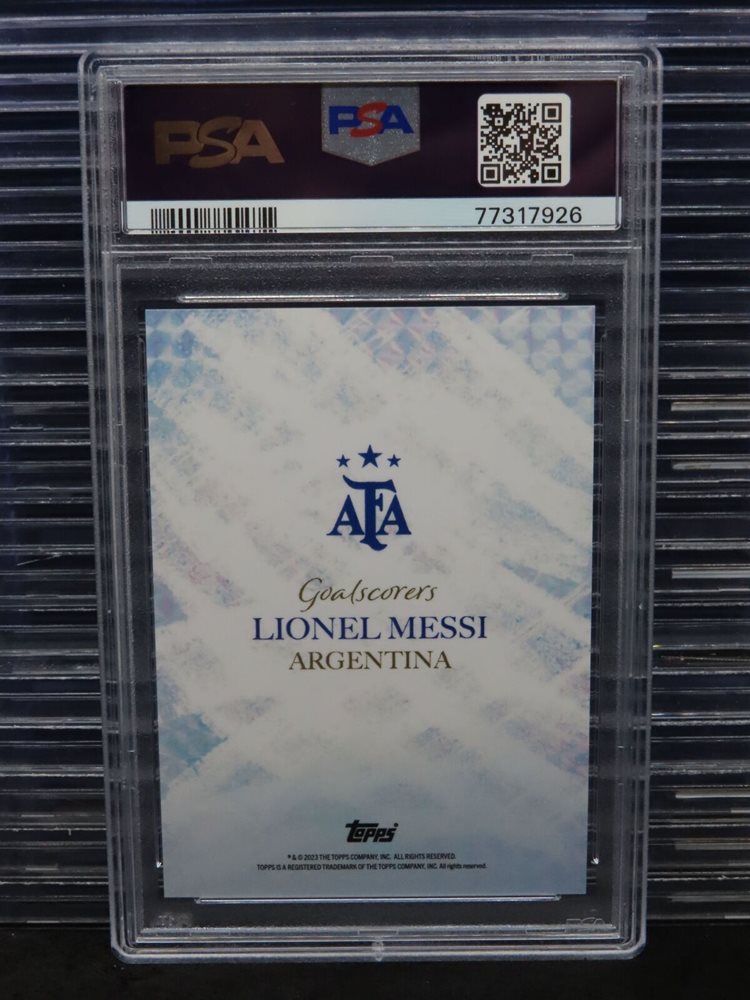 PSA
PSA
77317926
AFA
Goalscorers
LIONEL MESSI
ARGENTINA
topps
® & © 2023 THE TOPPS COMPANY, INC. ALL RIGHTS RESERVED.
TOPPS IS A REGISTERED TRADEMARK OF THE TOPPS COMPANY, INC. All rights reserved.
PSA